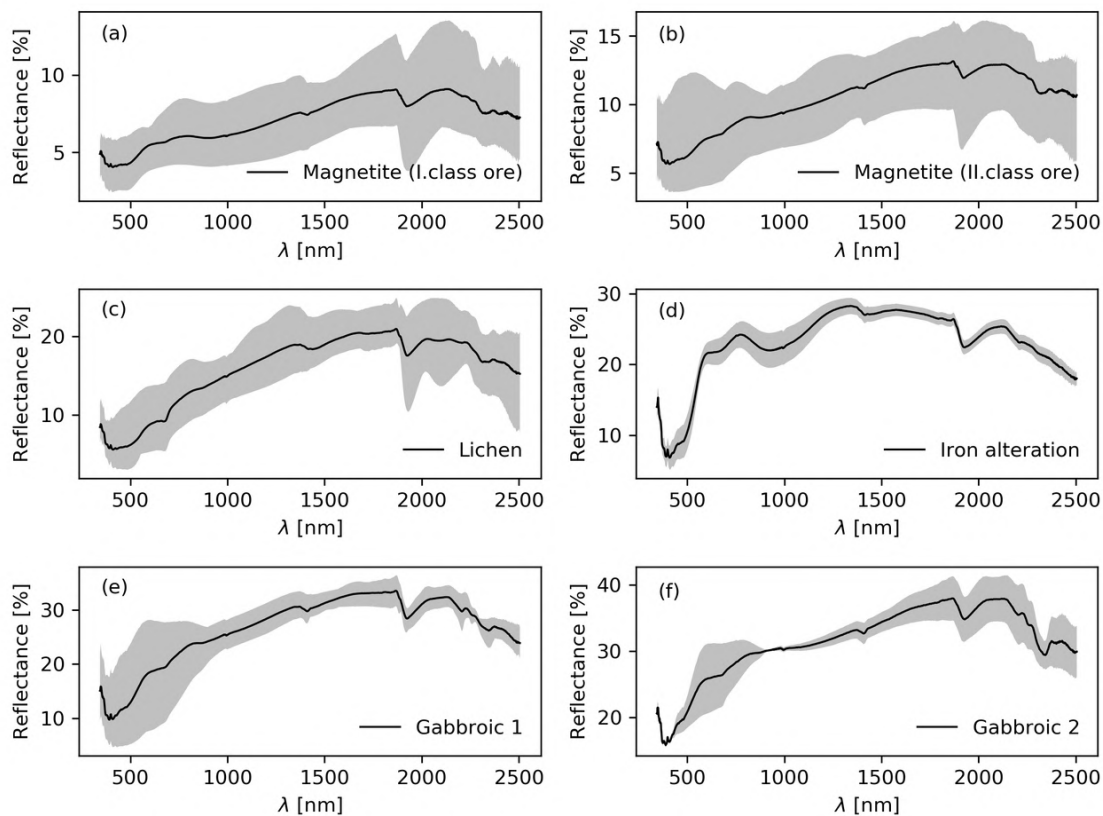 (a)
Reflectance [%]
10
5
Magnetite (I.class ore)
500 1000 1500 2000 2500
λ [nm]
(b)
Reflectance [%]
15
10
5
Magnetite (II.class ore)
500 1000 1500 2000 2500
λ [nm]
(c)
Reflectance [%]
20
10
Lichen
500 1000 1500 2000 2500
λ [nm]
(d)
Reflectance [%]
30
20
10
Iron alteration
500 1000 1500 2000 2500
λ [nm]
(e)
Reflectance [%]
30
20
10
Gabbroic 1
500 1000 1500 2000 2500
λ [nm]
(f)
Reflectance [%]
40
30
20
Gabbroic 2
500 1000 1500 2000 2500
λ [nm]